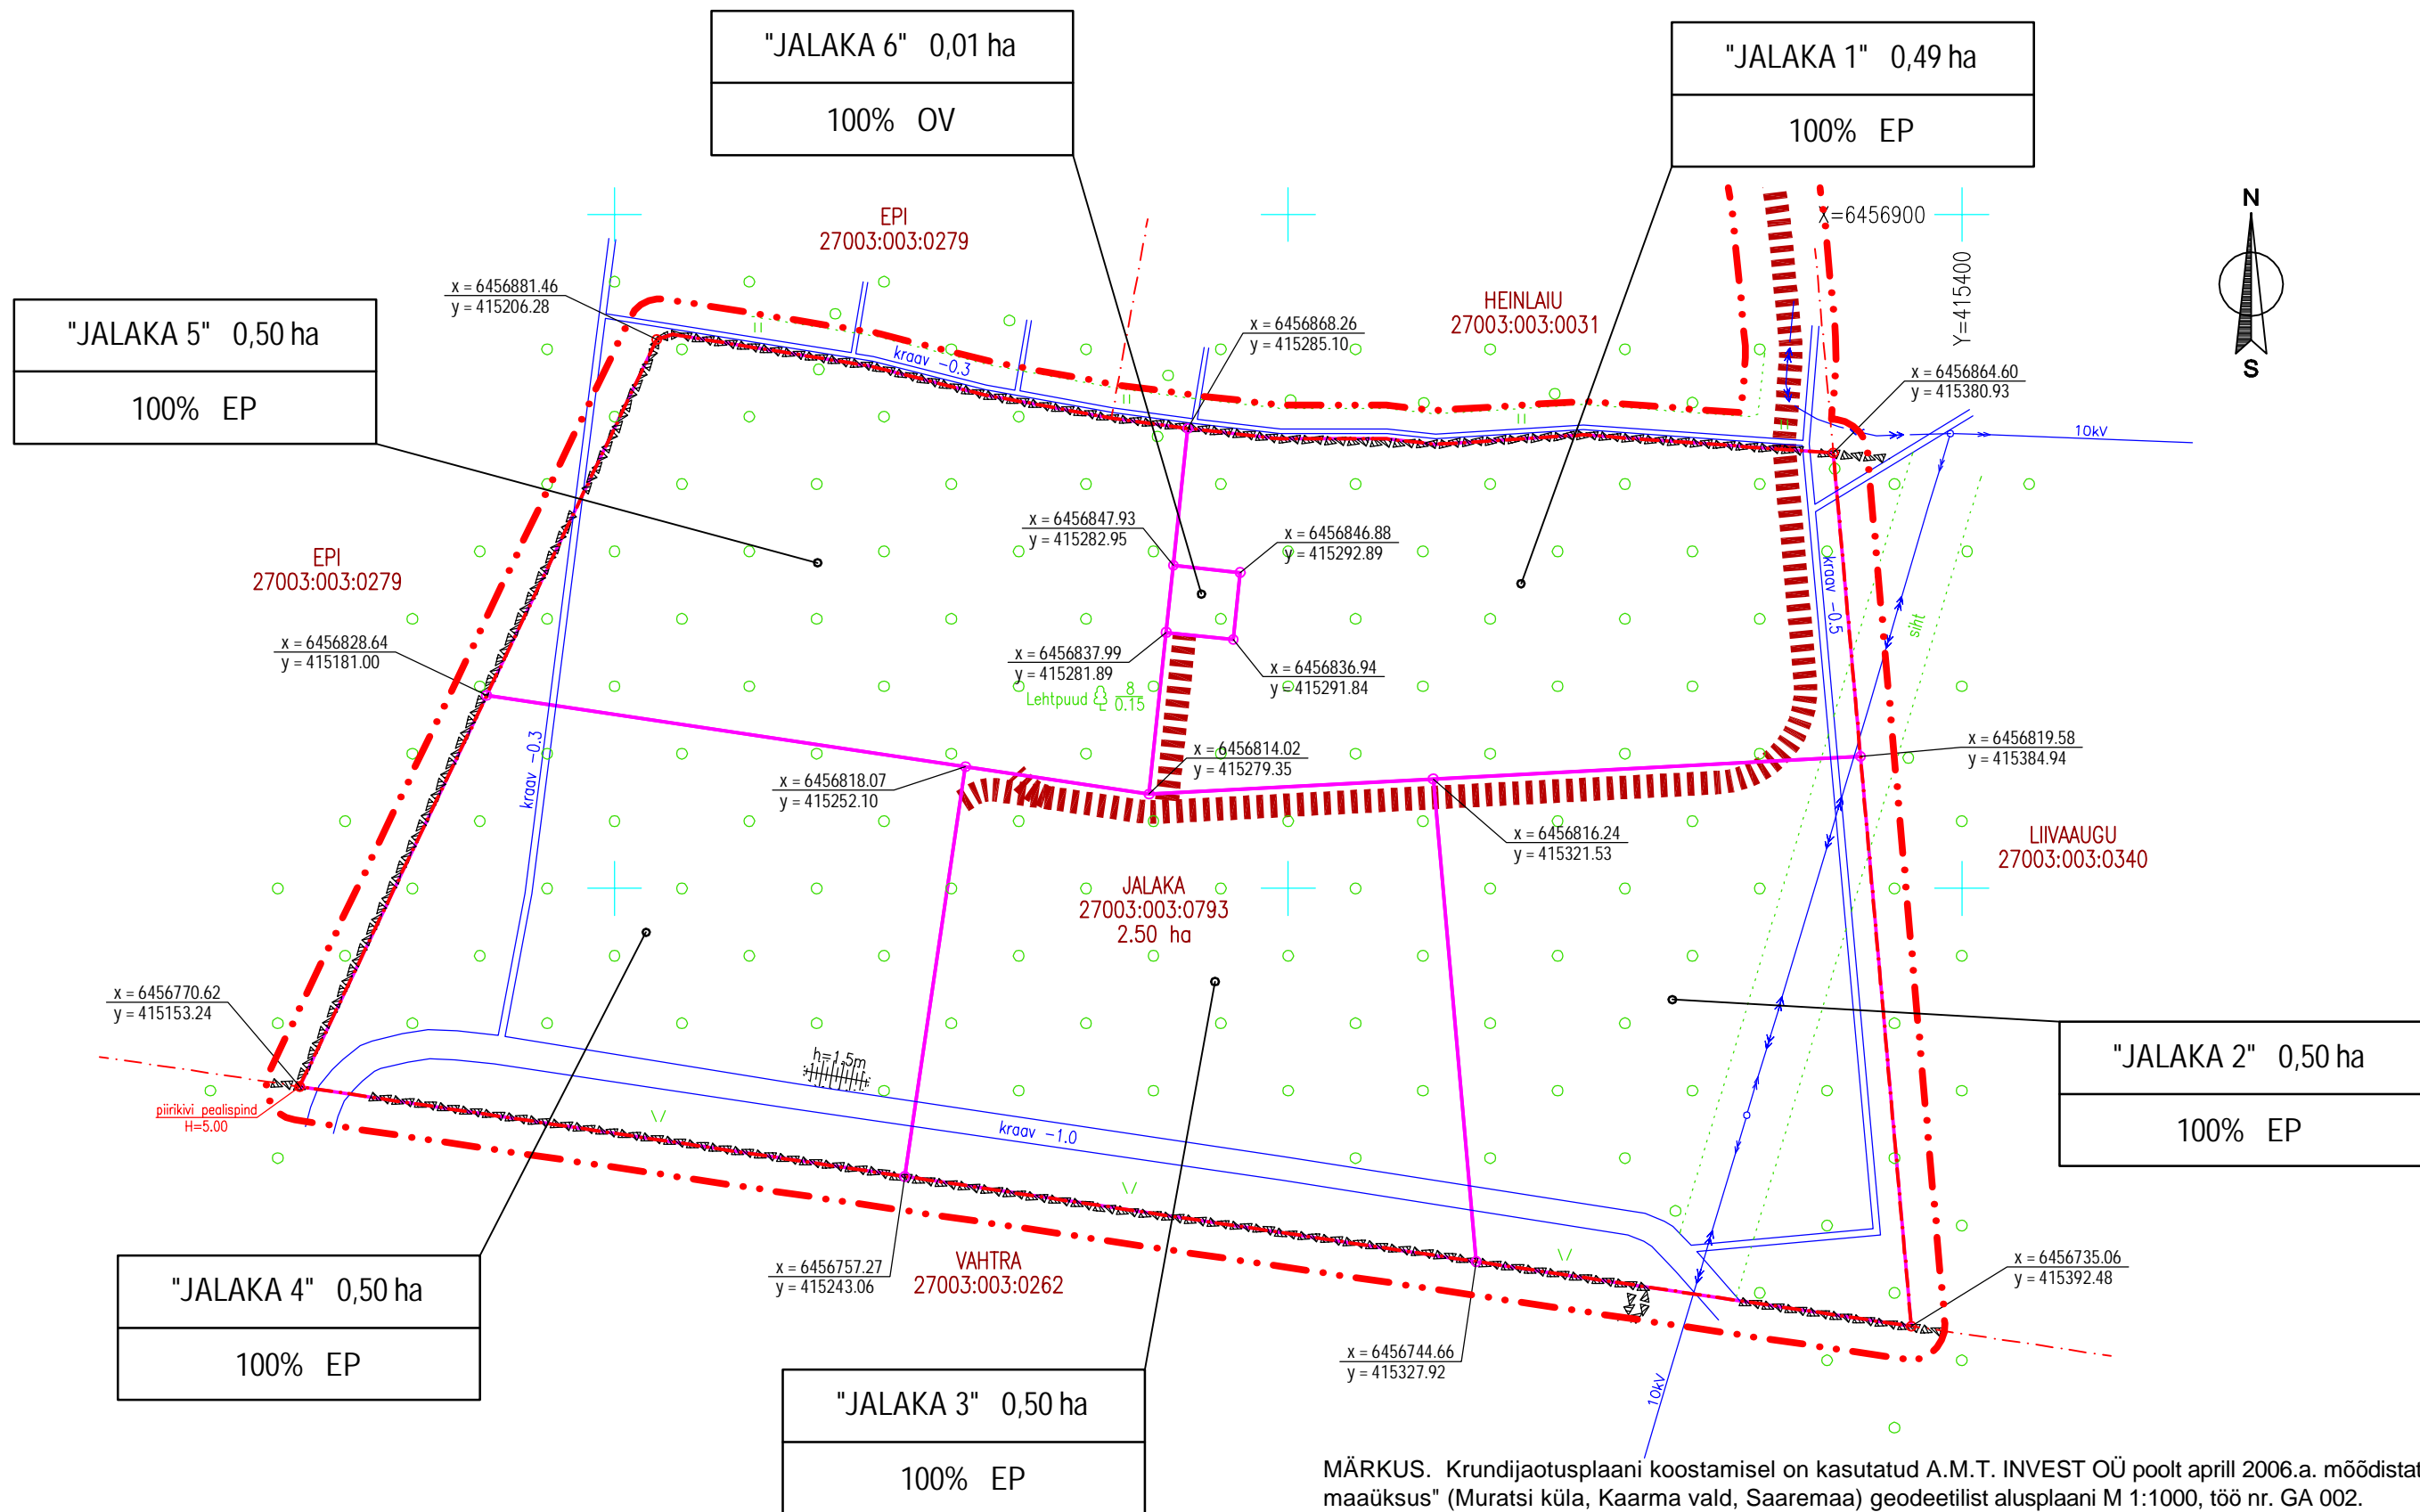 "JALAKA 6" 0,01 ha
100% OV
"JALAKA 1" 0,49 ha
100% EP
EPI
27003:003:0279
X=6456900
Y=415400
N
S
x = 6456881.46
y = 415206.28
"JALAKA 5" 0,50 ha
100% EP
HEINLAIU
27003:003:0031
x = 6456868.26
y = 415285.10
kraav -0.3
x = 6456864.60
y = 415380.93
10kV
x = 6456847.93
y = 415282.95
x = 6456846.88
y = 415292.89
EPI
27003:003:0279
kraav -0.5
siht
x = 6456828.64
y = 415181.00
x = 6456837.99
y = 415281.89
x = 6456836.94
y = 415291.84
Lehtpuud 8
L 0.15
kraav -0.3
x = 6456814.02
y = 415279.35
x = 6456819.58
y = 415384.94
x = 6456818.07
y = 415252.10
x = 6456816.24
y = 415321.53
LIIVAAUGU
27003:003:0340
JALAKA
27003:003:0793
2.50 ha
x = 6456770.62
y = 415153.24
h=1.5m
"JALAKA 2" 0,50 ha
100% EP
piirikivi pealispind
H=5.00
kraav -1.0
x = 6456757.27
y = 415243.06
VAHTRA
27003:003:0262
x = 6456735.06
y = 415392.48
"JALAKA 4" 0,50 ha
100% EP
x = 6456744.66
y = 415327.92
10kV
"JALAKA 3" 0,50 ha
100% EP
MÄRKUS. Krundijaotusplaani koostamisel on kasutatud A.M.T. INVEST OÜ poolt aprill 2006.a. mõõdistat
maaüksus" (Muratsi küla, Kaarma vald, Saaremaa) geodeetilist alusplaani M 1:1000, töö nr. GA 002.